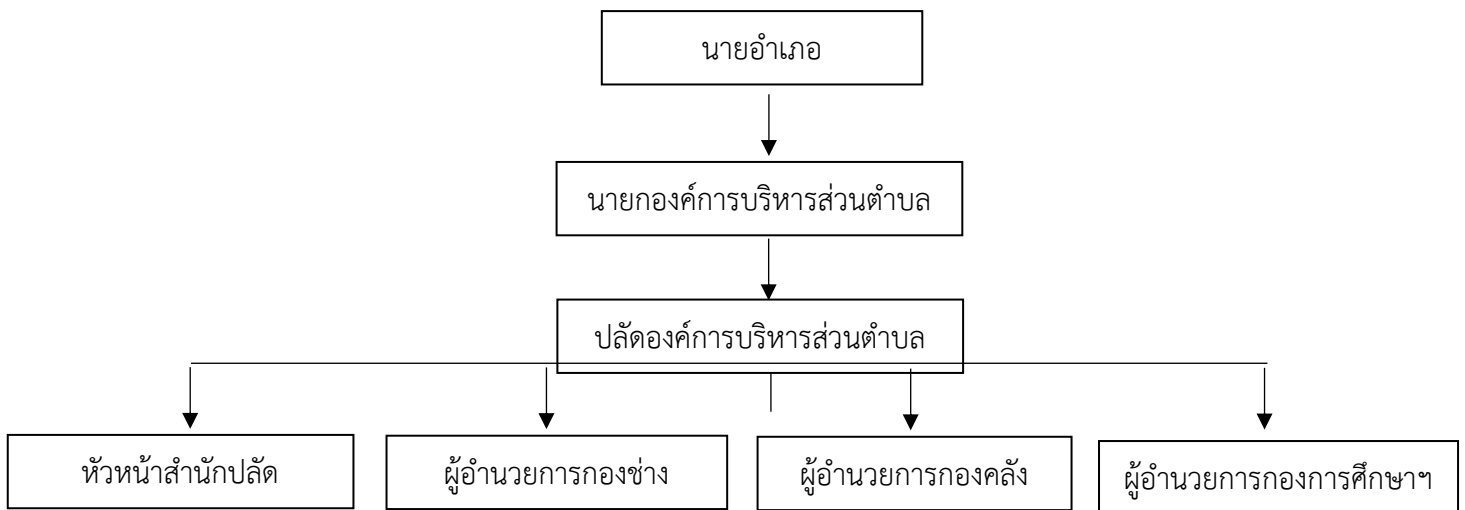 นายอำเภอ
นายกองค์การบริหารส่วนตำบล
ปลัดองค์การบริหารส่วนตำบล
หัวหน้าสำนักปลัด
ผู้อำนวยการกองช่าง
ผู้อำนวยการกองคลัง
ผู้อำนวยการกองการศึกษาฯ